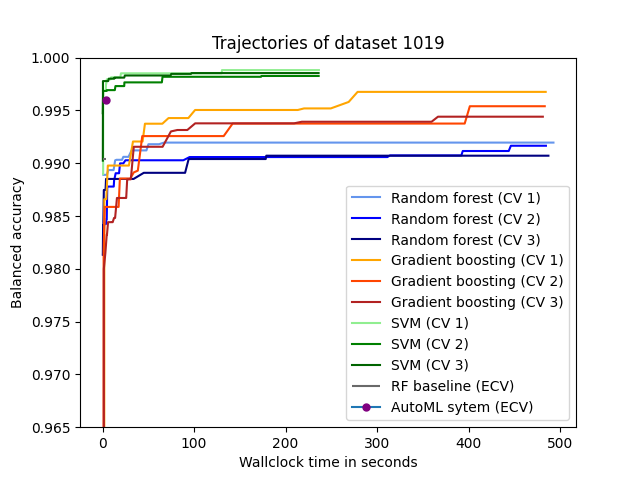 Trajectories of dataset 1019
Balanced accuracy
1.000
0.995
0.990
0.985
0.980
0.975
0.970
0.965
Random forest (CV 1)
Random forest (CV 2)
Random forest (CV 3)
Gradient boosting (CV 1)
Gradient boosting (CV 2)
Gradient boosting (CV 3)
SVM (CV 1)
SVM (CV 2)
SVM (CV 3)
RF baseline (ECV)
AutoML sytem (ECV)
0 100 200 300 400 500
Wallclock time in seconds